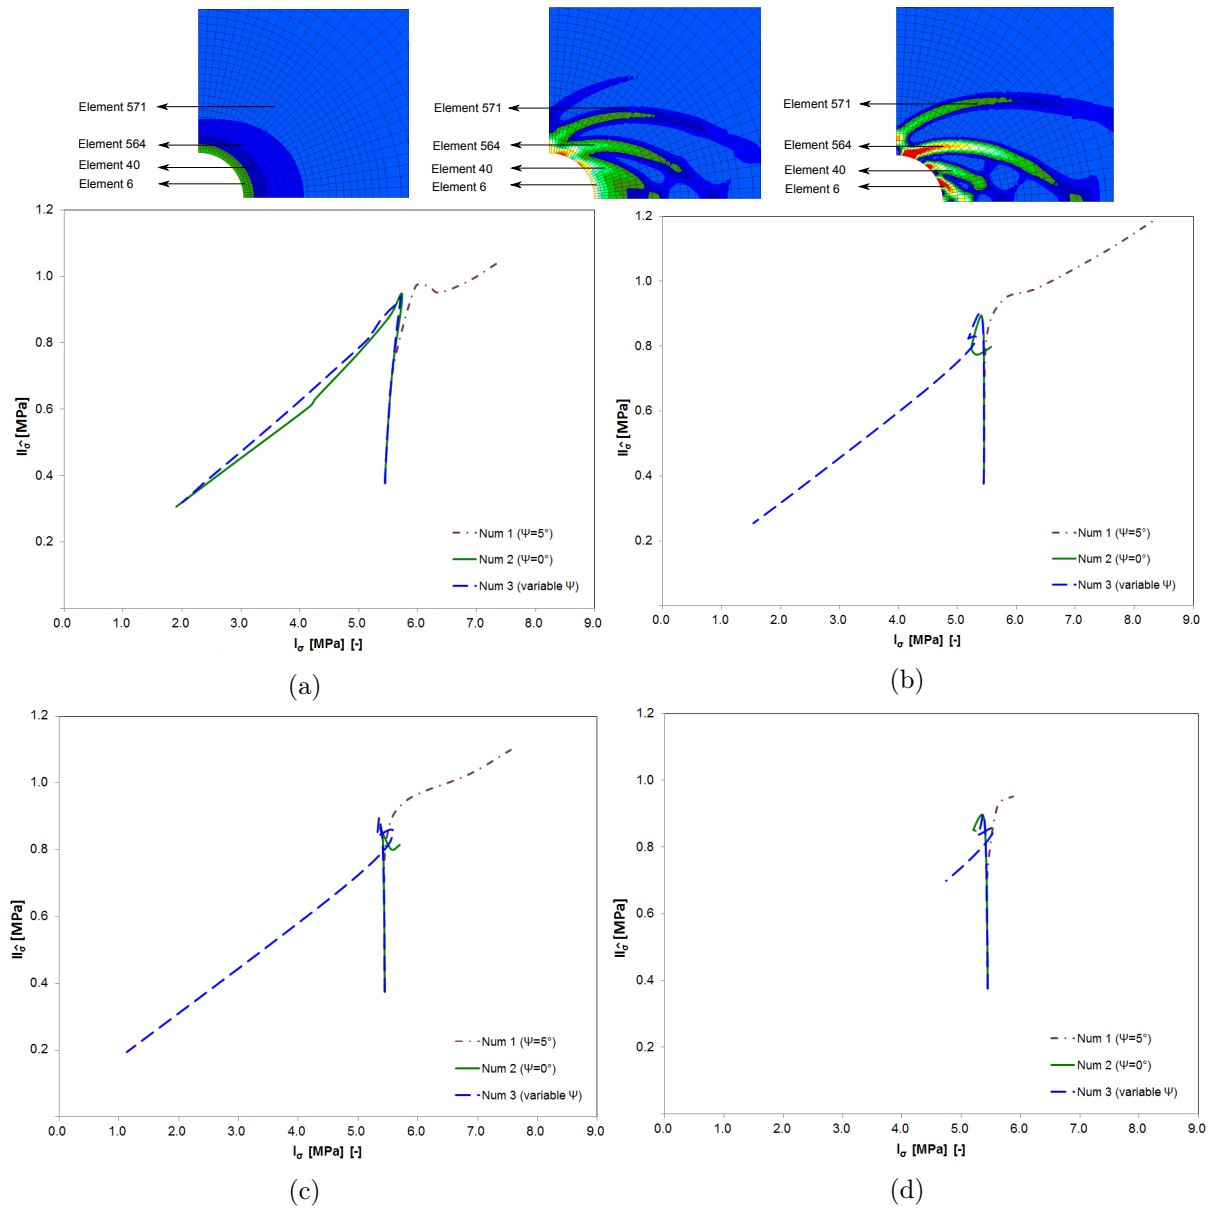 Element 571
Element 564
Element 40
Element 6
Element 571
Element 564
Element 40
Element 6
Element 571
Element 564
Element 40
Element 6
1.2
1.0
0.8
0.6
0.4
0.2
II_σ̂ [MPa]
Num 1 (Ψ=5°)
Num 2 (Ψ=0°)
Num 3 (variable Ψ)
0.0 1.0 2.0 3.0 4.0 5.0 6.0 7.0 8.0 9.0
I_σ [MPa] [-]
(a)
1.2
1.0
0.8
0.6
0.4
0.2
II_σ̂ [MPa]
Num 1 (Ψ=5°)
Num 2 (Ψ=0°)
Num 3 (variable Ψ)
0.0 1.0 2.0 3.0 4.0 5.0 6.0 7.0 8.0 9.0
I_σ [MPa] [-]
(b)
1.2
1.0
0.8
0.6
0.4
0.2
II_σ̂ [MPa]
Num 1 (Ψ=5°)
Num 2 (Ψ=0°)
Num 3 (variable Ψ)
0.0 1.0 2.0 3.0 4.0 5.0 6.0 7.0 8.0 9.0
I_σ [MPa] [-]
(c)
1.2
1.0
0.8
0.6
0.4
0.2
II_σ̂ [MPa]
Num 1 (Ψ=5°)
Num 2 (Ψ=0°)
Num 3 (variable Ψ)
0.0 1.0 2.0 3.0 4.0 5.0 6.0 7.0 8.0 9.0
I_σ [MPa] [-]
(d)